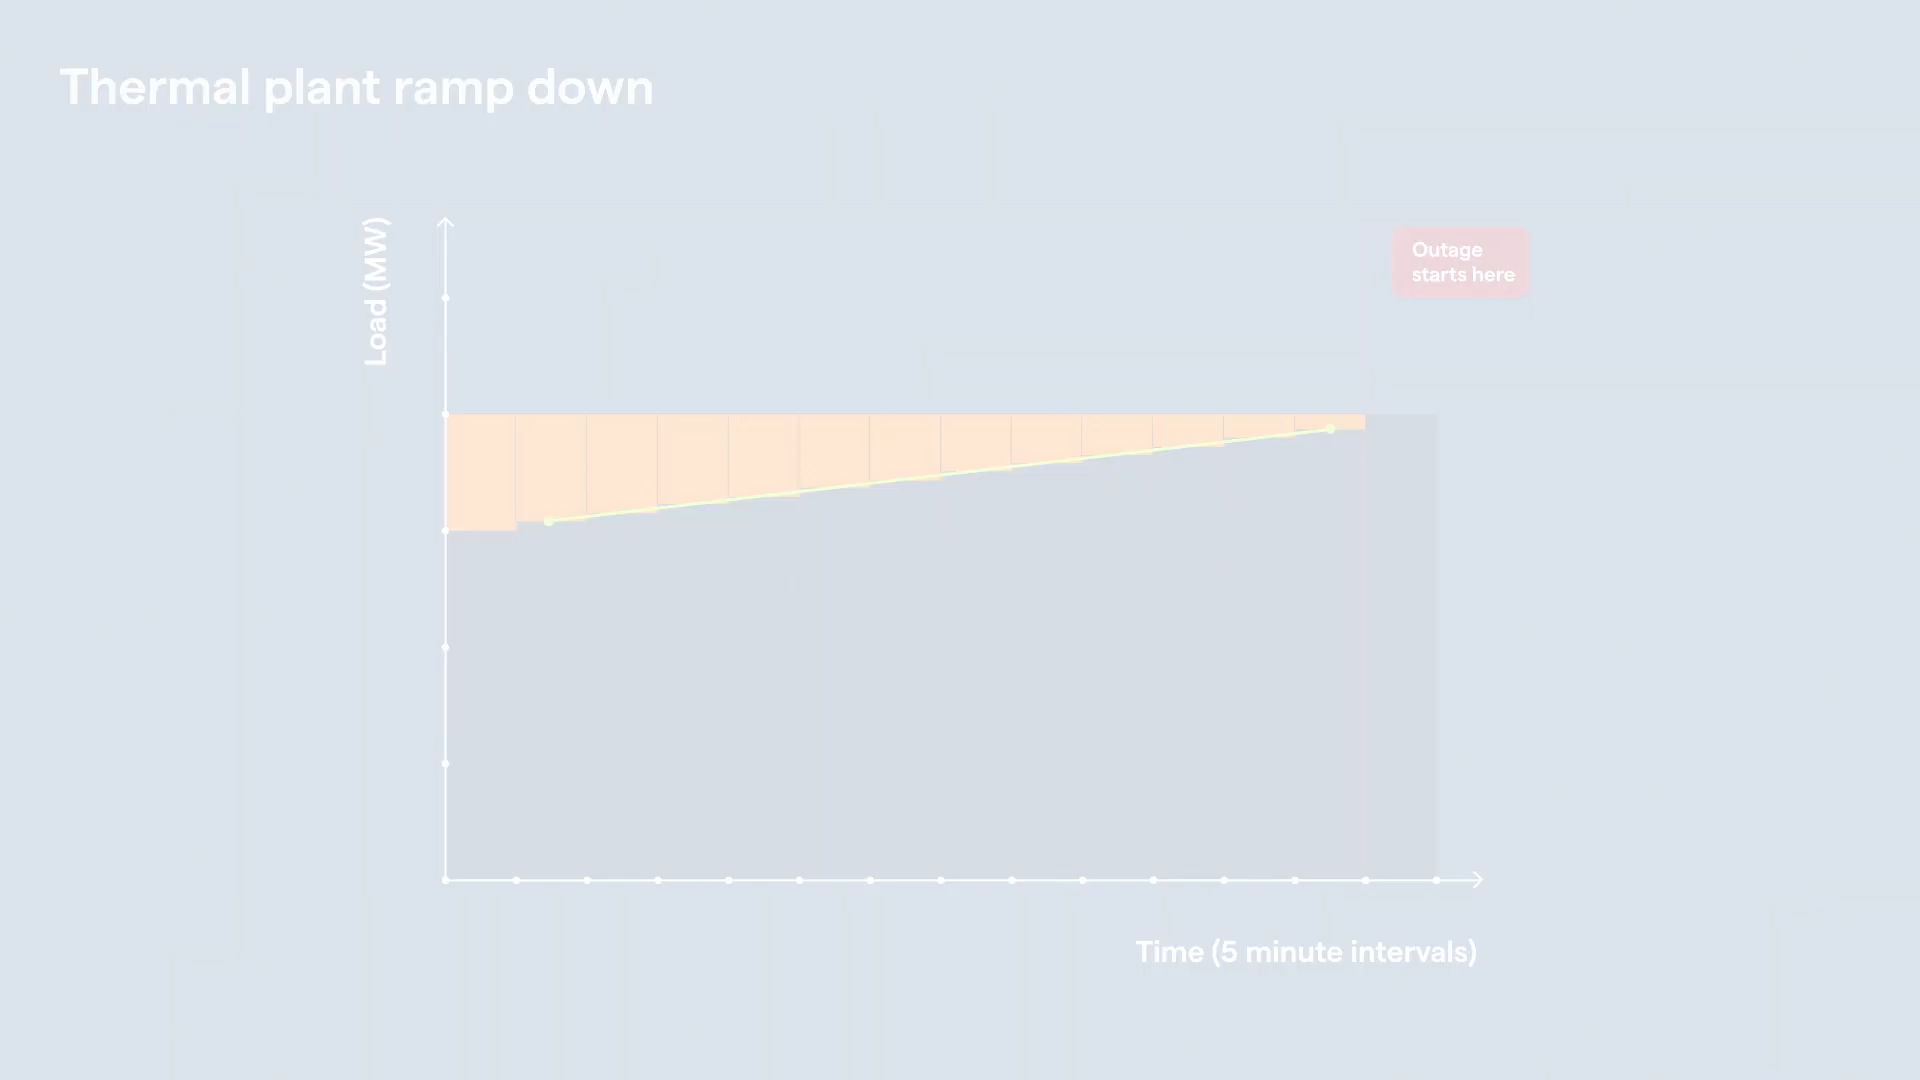 Thermal plant ramp down
Load (MW)
Outage
starts here
Time (5 minute intervals)